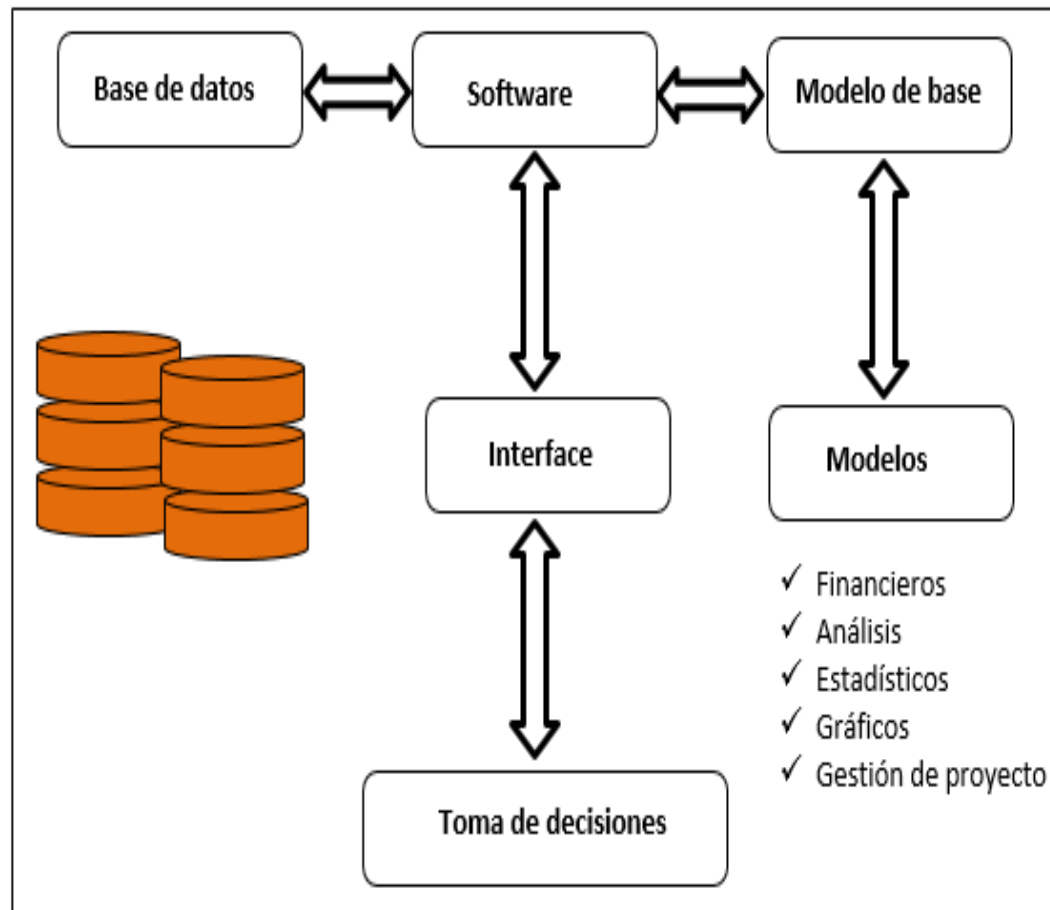 Base de datos
Software
Modelo de base
Interface
Modelos
✓ Financieros
✓ Análisis
✓ Estadísticos
✓ Gráficos
✓ Gestión de proyecto
Toma de decisiones